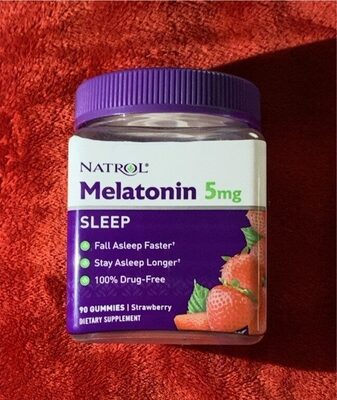 NATROL®
Melatonin 5mg
SLEEP
Fall Asleep Faster†
Stay Asleep Longer†
100% Drug-Free
90 GUMMIES | Strawberry
DIETARY SUPPLEMENT